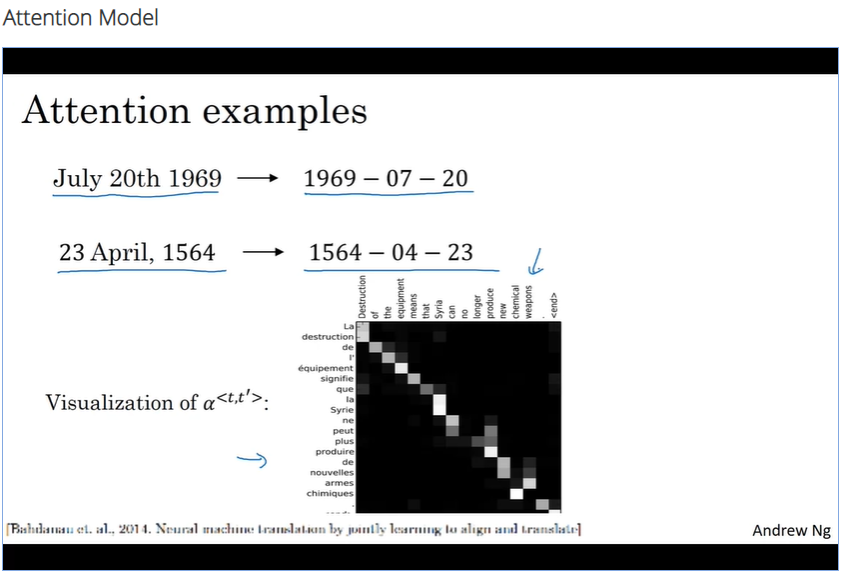 Attention Model
Attention examples
July 20th 1969 → 1969 – 07 – 20
23 April, 1564 → 1564 – 04 – 23
Destruction
of
the
equipment
means
that
Syria
can
no
longer
produce
new
chemical
weapons
.
<end>
La
destruction
de
l'
équipement
signifie
que
la
Syrie
ne
peut
plus
produire
de
nouvelles
armes
chimiques
.
Visualization of α<t,t′>:
[Bahdanau et. al., 2014. Neural machine translation by jointly learning to align and translate]
Andrew Ng